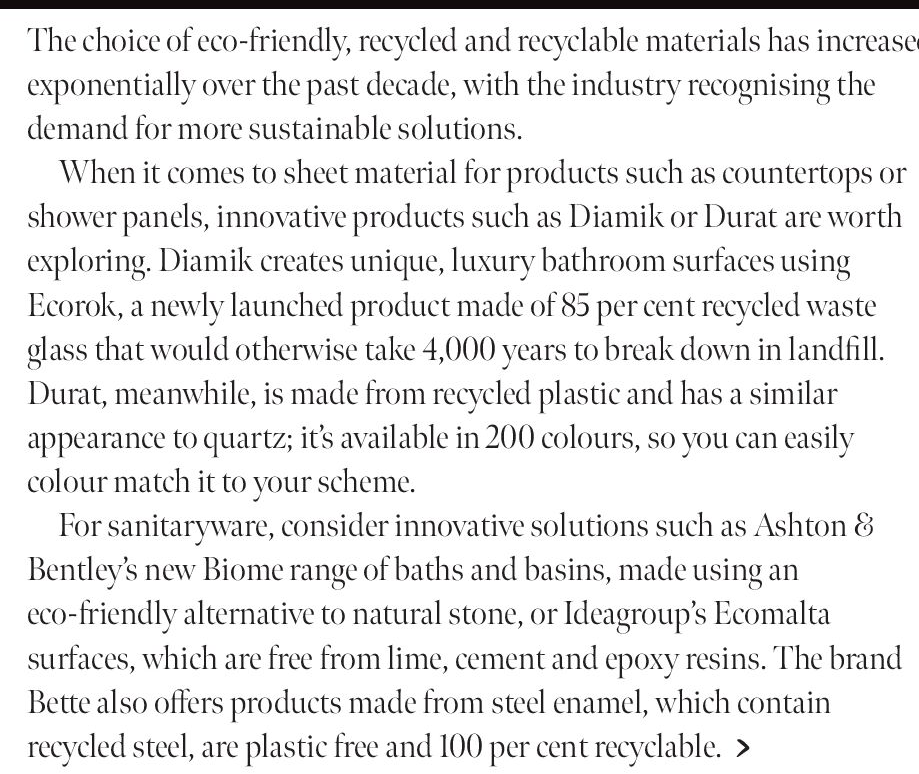 The choice of eco-friendly, recycled and recyclable materials has increased
exponentially over the past decade, with the industry recognising the
demand for more sustainable solutions.
When it comes to sheet material for products such as countertops or
shower panels, innovative products such as Diamik or Durat are worth
exploring. Diamik creates unique, luxury bathroom surfaces using
Ecorok, a newly launched product made of 85 per cent recycled waste
glass that would otherwise take 4,000 years to break down in landfill.
Durat, meanwhile, is made from recycled plastic and has a similar
appearance to quartz; it’s available in 200 colours, so you can easily
colour match it to your scheme.
For sanitaryware, consider innovative solutions such as Ashton &
Bentley’s new Biome range of baths and basins, made using an
eco-friendly alternative to natural stone, or Ideagroup’s Ecomalta
surfaces, which are free from lime, cement and epoxy resins. The brand
Bette also offers products made from steel enamel, which contain
recycled steel, are plastic free and 100 per cent recyclable. >